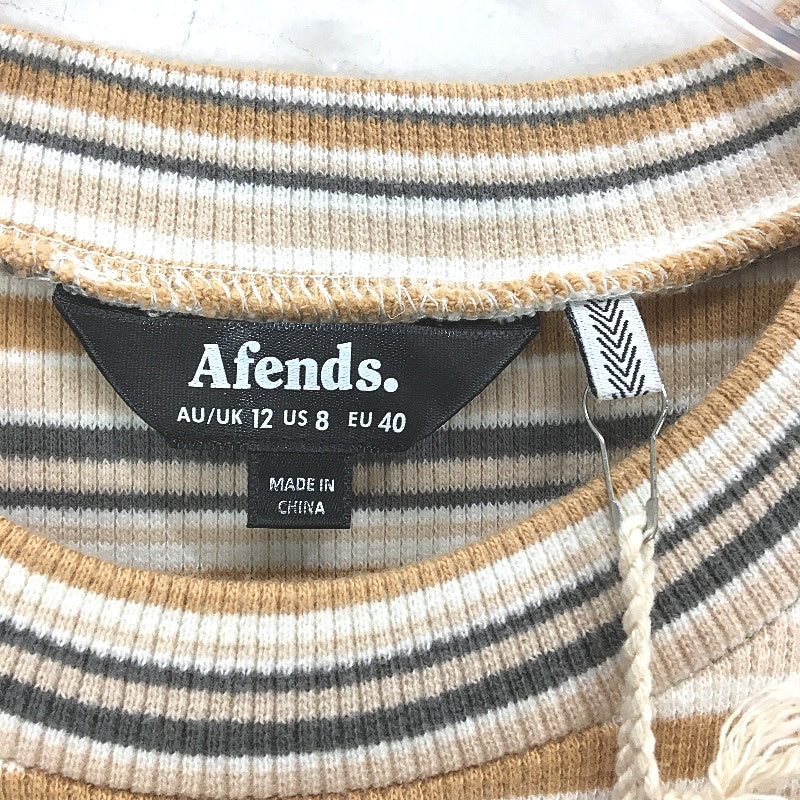 Afends.
AU/UK 12 US 8 EU 40
MADE IN
CHINA